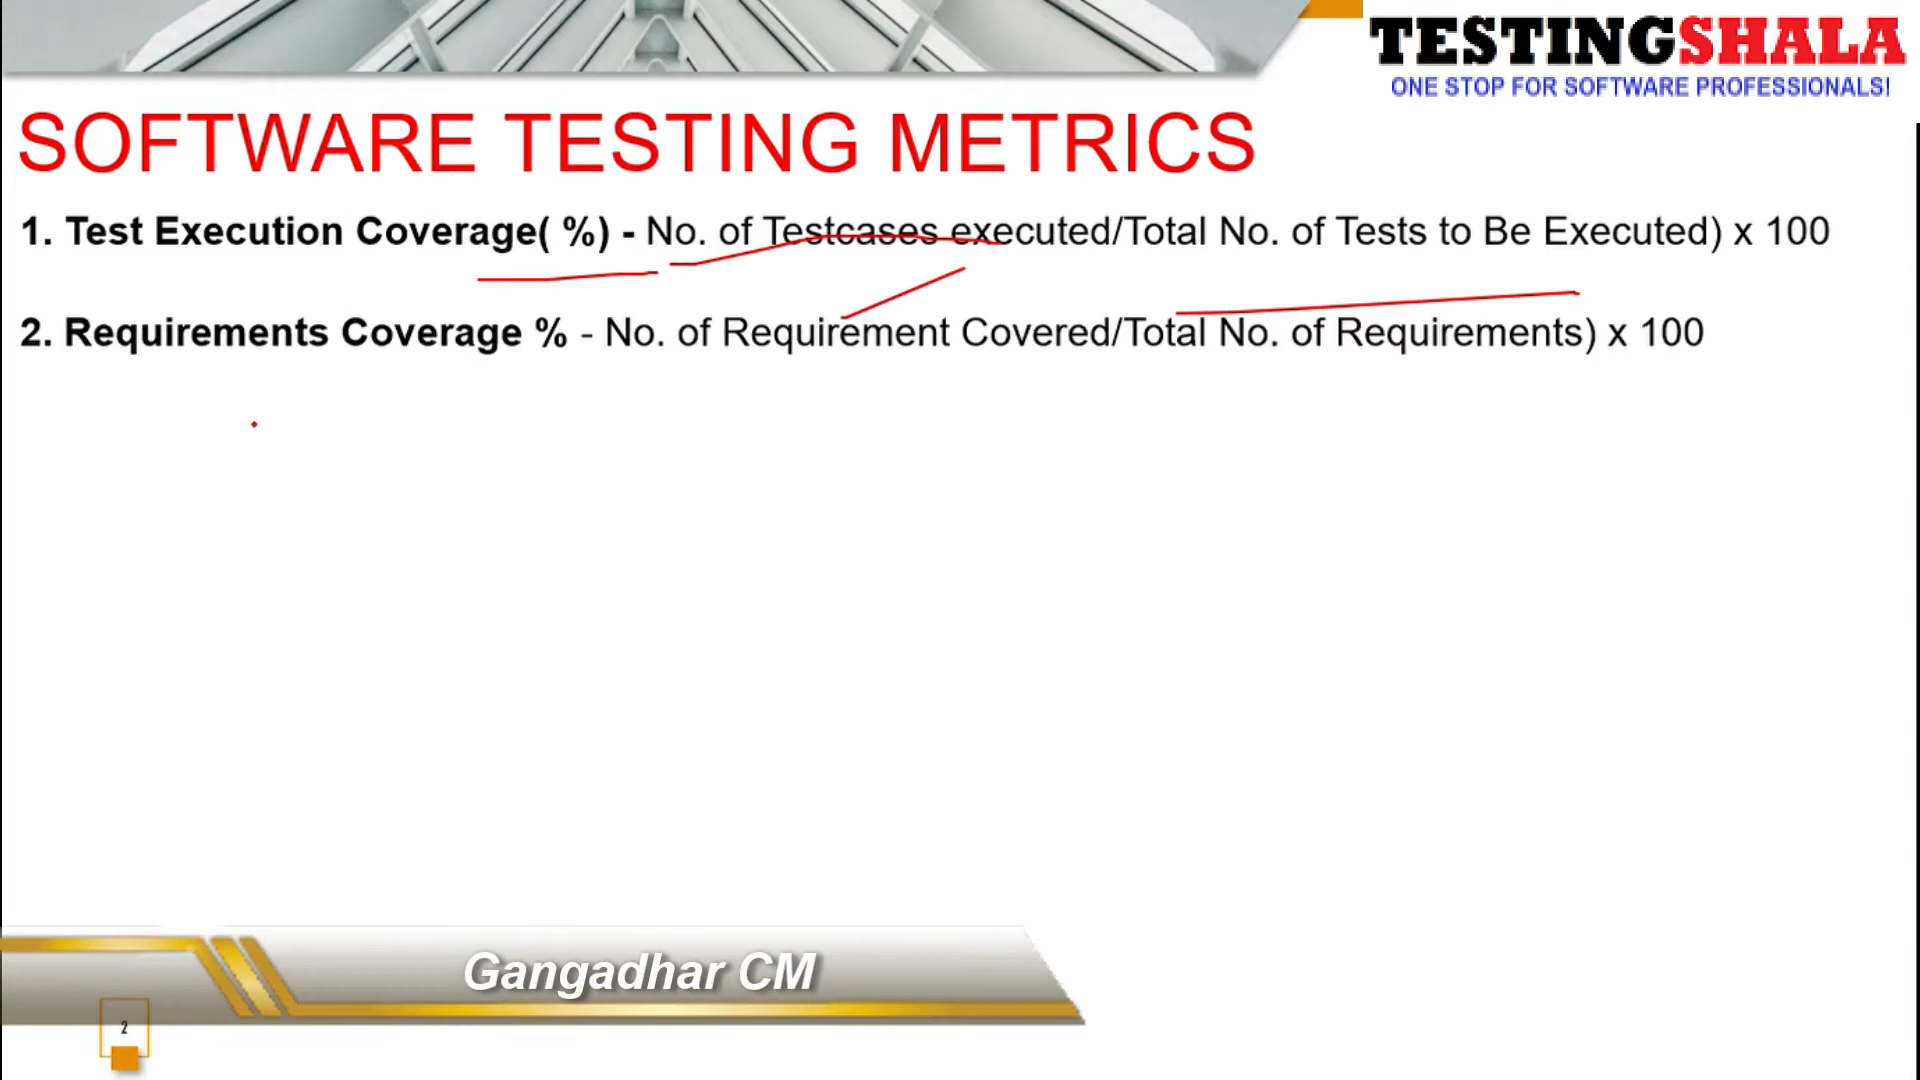 TESTINGSHALA
ONE STOP FOR SOFTWARE PROFESSIONALS!
SOFTWARE TESTING METRICS
1. Test Execution Coverage( %) - No. of Testcases executed/Total No. of Tests to Be Executed) x 100
2. Requirements Coverage % - No. of Requirement Covered/Total No. of Requirements) x 100
Gangadhar CM
2